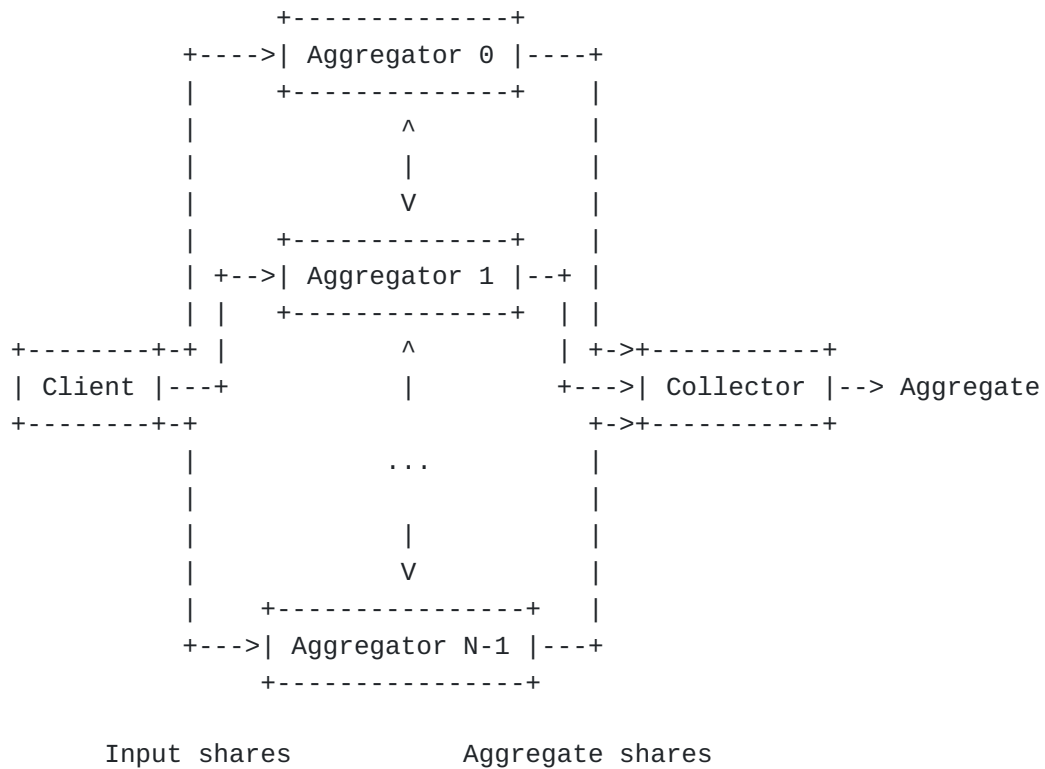 Aggregator 0
Aggregator 1
Client
Collector --> Aggregate
...
Aggregator N-1
Input shares Aggregate shares